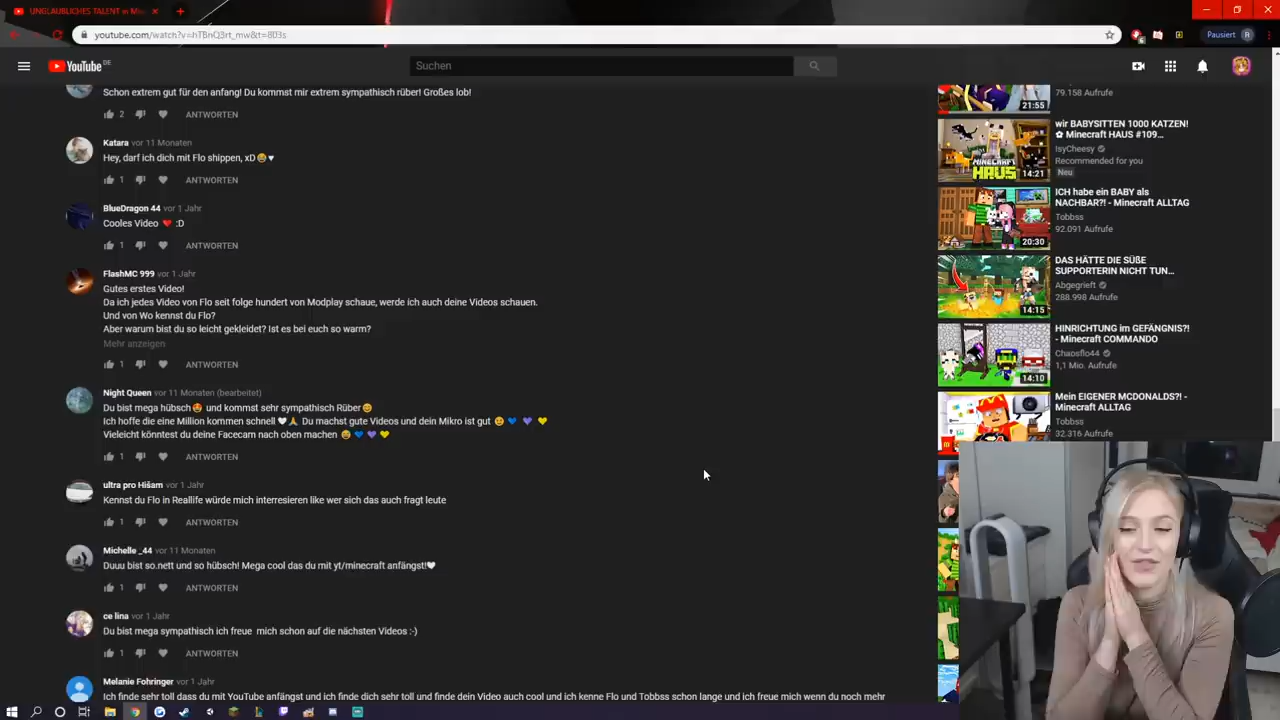 UNGLAUBLICHES TALENT in Min
youtube.com/watch?v=hTBnQ3rt_mw&t=803s
Pausiert
R
YouTube DE
Suchen
Schon extrem gut für den anfang! Du kommst mir extrem sympathisch rüber! Großes lob!
2 ANTWORTEN
Katara vor 11 Monaten
Hey, darf ich dich mit Flo shippen, xD😂♥
1 ANTWORTEN
BlueDragon 44 vor 1 Jahr
Cooles Video ❤️ :D
1 ANTWORTEN
FlashMC 999 vor 1 Jahr
Gutes erstes Video!
Da ich jedes Video von Flo seit folge hundert von Modplay schaue, werde ich auch deine Videos schauen.
Und von Wo kennst du Flo?
Aber warum bist du so leicht gekleidet? Ist es bei euch so warm?
Mehr anzeigen
1 ANTWORTEN
Night Queen vor 11 Monaten (bearbeitet)
Du bist mega hübsch😍 und kommst sehr sympathisch Rüber😊
Ich hoffe die eine Million kommen schnell🤍🙏 Du machst gute Videos und dein Mikro ist gut 😊💙💜💛
Vieleicht könntest du deine Facecam nach oben machen 😅💙💜💛
1 ANTWORTEN
ultra pro Hišam vor 1 Jahr
Kennst du Flo in Reallife würde mich interresieren like wer sich das auch fragt leute
1 ANTWORTEN
Michelle _44 vor 11 Monaten
Duuu bist so.nett und so hübsch! Mega cool das du mit yt/minecraft anfängst!🤍
1 ANTWORTEN
ce lina vor 1 Jahr
Du bist mega sympathisch ich freue mich schon auf die nächsten Videos :-)
1 ANTWORTEN
Melanie Fohringer vor 1 Jahr
Ich finde sehr toll dass du mit YouTube anfängst und ich finde dich sehr toll und finde dein Video auch cool und ich kenne Flo und Tobbss schon lange und ich freue mich wenn du noch mehr
21:55
79.158 Aufrufe
MINECRAFT
HAUS
14:21
wir BABYSITTEN 1000 KATZEN!
✿ Minecraft HAUS #109...
IsyCheesy
Recommended for you
Neu
20:30
ICH habe ein BABY als
NACHBAR?! - Minecraft ALLTAG
Tobbss
92.091 Aufrufe
14:15
DAS HÄTTE DIE SÜßE
SUPPORTERIN NICHT TUN...
Abgegrieft
288.998 Aufrufe
14:10
HINRICHTUNG im GEFÄNGNIS?!
- Minecraft COMMANDO
Chaosflo44
1,1 Mio. Aufrufe
Mein EIGENER MCDONALDS?! -
Minecraft ALLTAG
Tobbss
32.316 Aufrufe